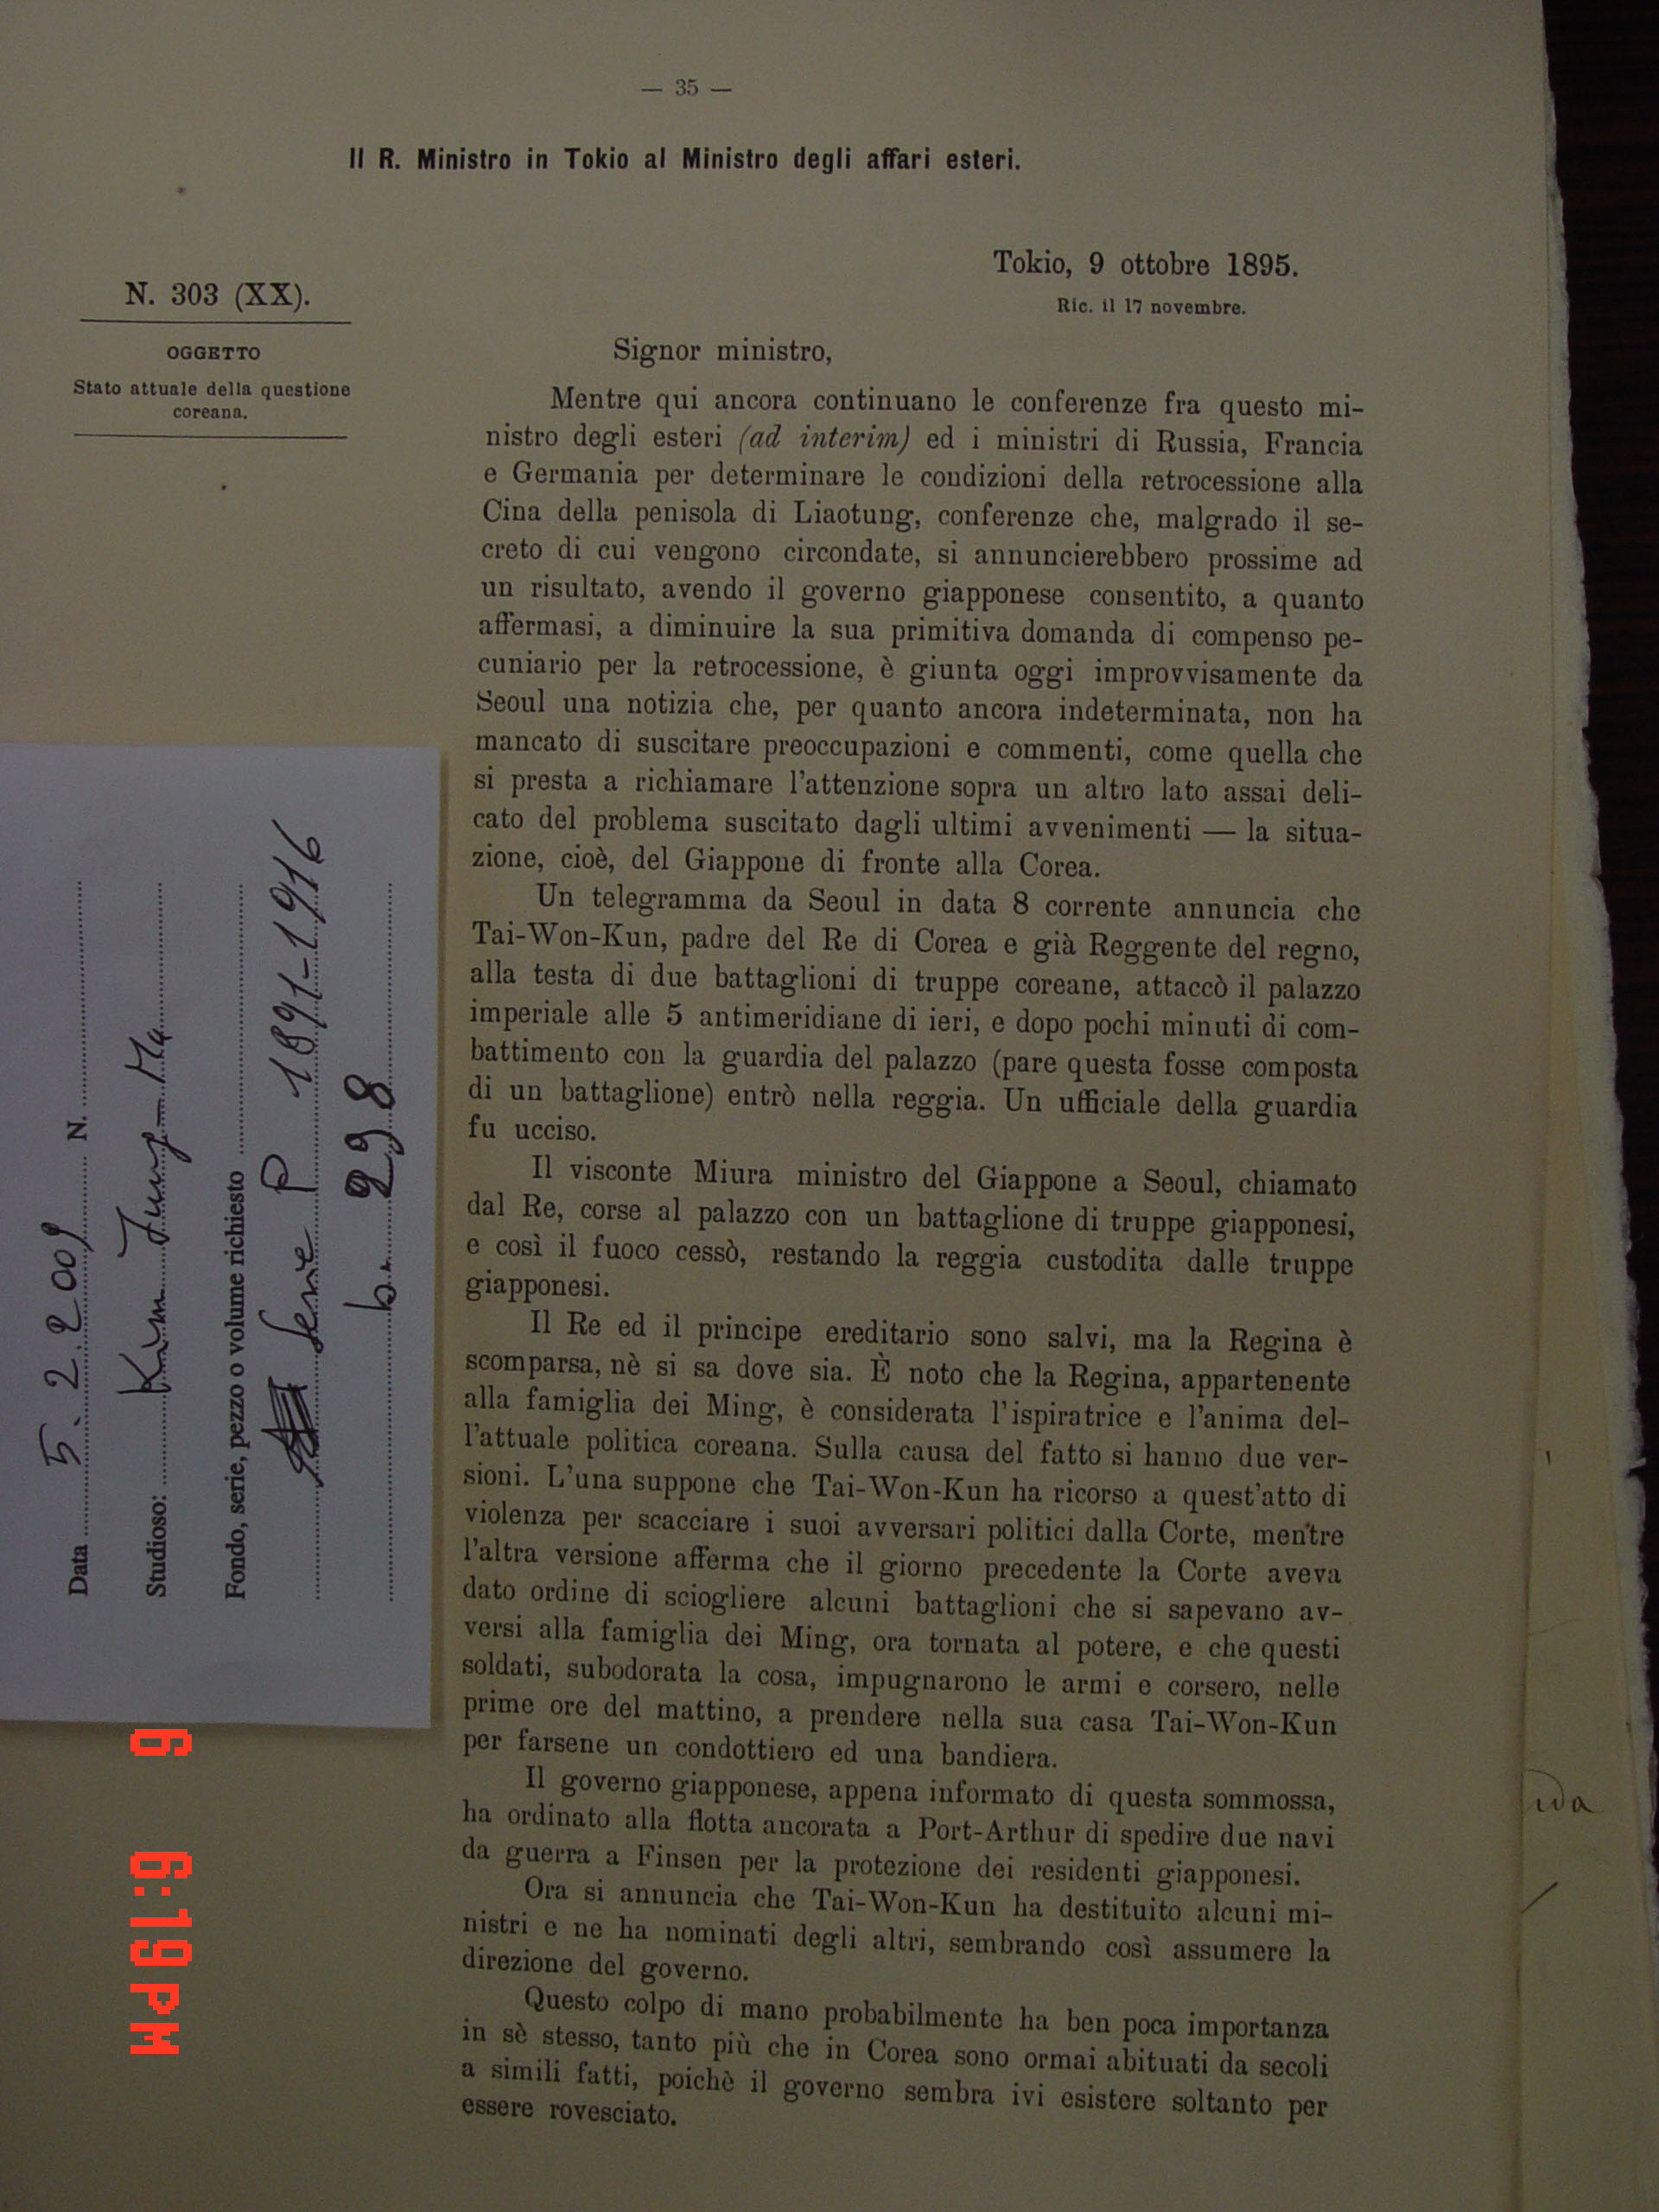 — 35 —
Il R. Ministro in Tokio al Ministro degli affari esteri.
Tokio, 9 ottobre 1895.
Ric. il 17 novembre.
N. 303 (XX).
OGGETTO
Stato attuale della questione
coreana.
Signor ministro,
Mentre qui ancora continuano le conferenze fra questo mi-
nistro degli esteri (ad interim) ed i ministri di Russia, Francia
e Germania per determinare le condizioni della retrocessione alla
Cina della penisola di Liaotung, conferenze che, malgrado il se-
creto di cui vengono circondate, si annuncierebbero prossime ad
un risultato, avendo il governo giapponese consentito, a quanto
affermasi, a diminuire la sua primitiva domanda di compenso pe-
cuniario per la retrocessione, è giunta oggi improvvisamente da
Seoul una notizia che, per quanto ancora indeterminata, non ha
mancato di suscitare preoccupazioni e commenti, come quella che
si presta a richiamare l'attenzione sopra un altro lato assai deli-
cato del problema suscitato dagli ultimi avvenimenti — la situa-
zione, cioè, del Giappone di fronte alla Corea.
Un telegramma da Seoul in data 8 corrente annuncia che
Tai-Won-Kun, padre del Re di Corea e già Reggente del regno,
alla testa di due battaglioni di truppe coreane, attaccò il palazzo
imperiale alle 5 antimeridiane di ieri, e dopo pochi minuti di com-
battimento con la guardia del palazzo (pare questa fosse composta
di un battaglione) entrò nella reggia. Un ufficiale della guardia
fu ucciso.
Il visconte Miura ministro del Giappone a Seoul, chiamato
dal Re, corse al palazzo con un battaglione di truppe giapponesi,
e così il fuoco cessò, restando la reggia custodita dalle truppe
giapponesi.
Il Re ed il principe ereditario sono salvi, ma la Regina è
scomparsa, nè si sa dove sia. È noto che la Regina, appartenente
alla famiglia dei Ming, è considerata l'ispiratrice e l'anima del-
l'attuale politica coreana. Sulla causa del fatto si hanno due ver-
sioni. L'una suppone che Tai-Won-Kun ha ricorso a quest'atto di
violenza per scacciare i suoi avversari politici dalla Corte, mentre
l'altra versione afferma che il giorno precedente la Corte aveva
dato ordine di sciogliere alcuni battaglioni che si sapevano av-
versi alla famiglia dei Ming, ora tornata al potere, e che questi
soldati, subodorata la cosa, impugnarono le armi e corsero, nelle
prime ore del mattino, a prendere nella sua casa Tai-Won-Kun
per farsene un condottiero ed una bandiera.
Il governo giapponese, appena informato di questa sommossa,
ha ordinato alla flotta ancorata a Port-Arthur di spedire due navi
da guerra a Finsen per la protezione dei residenti giapponesi.
Ora si annuncia che Tai-Won-Kun ha destituito alcuni mi-
nistri e ne ha nominati degli altri, sembrando così assumere la
direzione del governo.
Questo colpo di mano probabilmente ha ben poca importanza
in sè stesso, tanto più che in Corea sono ormai abituati da secoli
a simili fatti, poichè il governo sembra ivi esistere soltanto per
essere rovesciato.
Data 5. 2. 2009 N.
Studioso: Kim Jung-Ha
Fondo, serie, pezzo o volume richiesto
Serie P 1891-1916
b. 298
6 6:19PM